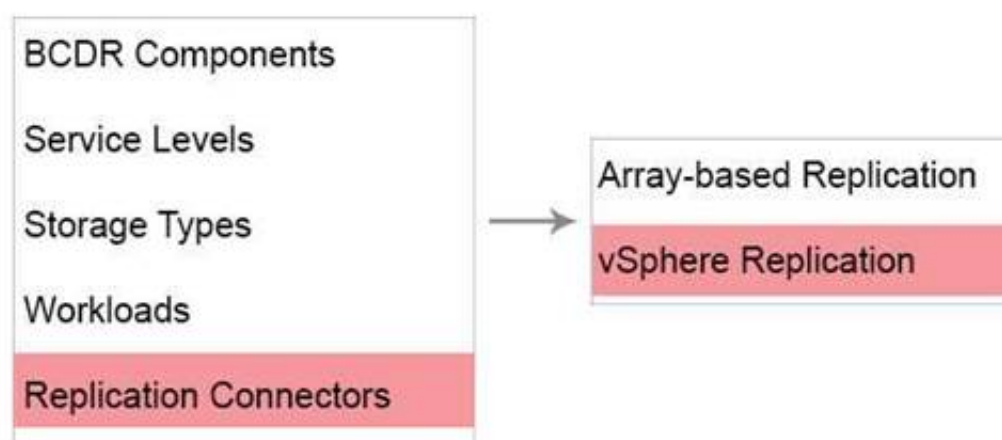 BCDR Components
Service Levels
Storage Types
Workloads
Replication Connectors
Array-based Replication
vSphere Replication